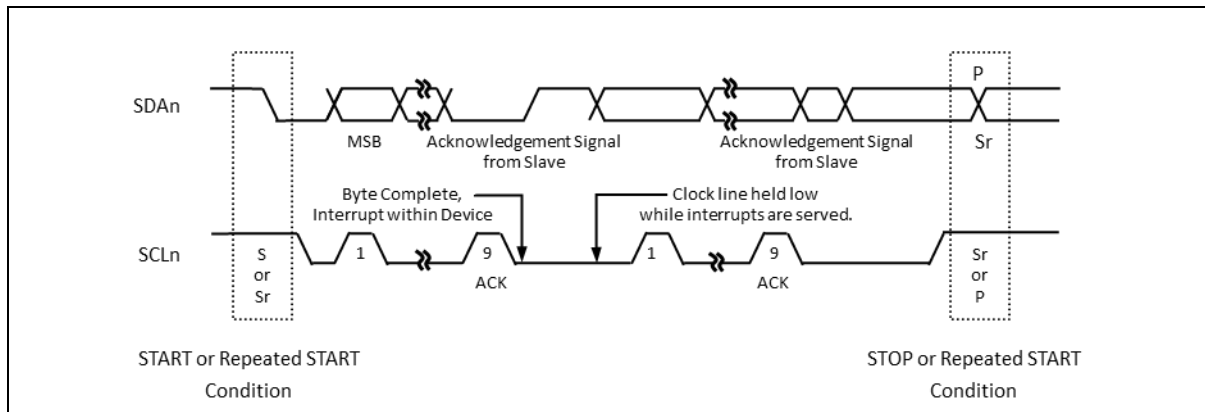 P
SDAn
MSB
Acknowledgement Signal
from Slave
Acknowledgement Signal
from Slave
Sr
Byte Complete,
Interrupt within Device
Clock line held low
while interrupts are served.
SCLn
S
or
Sr
1
9
ACK
1
9
ACK
Sr
or
P
START or Repeated START
Condition
STOP or Repeated START
Condition